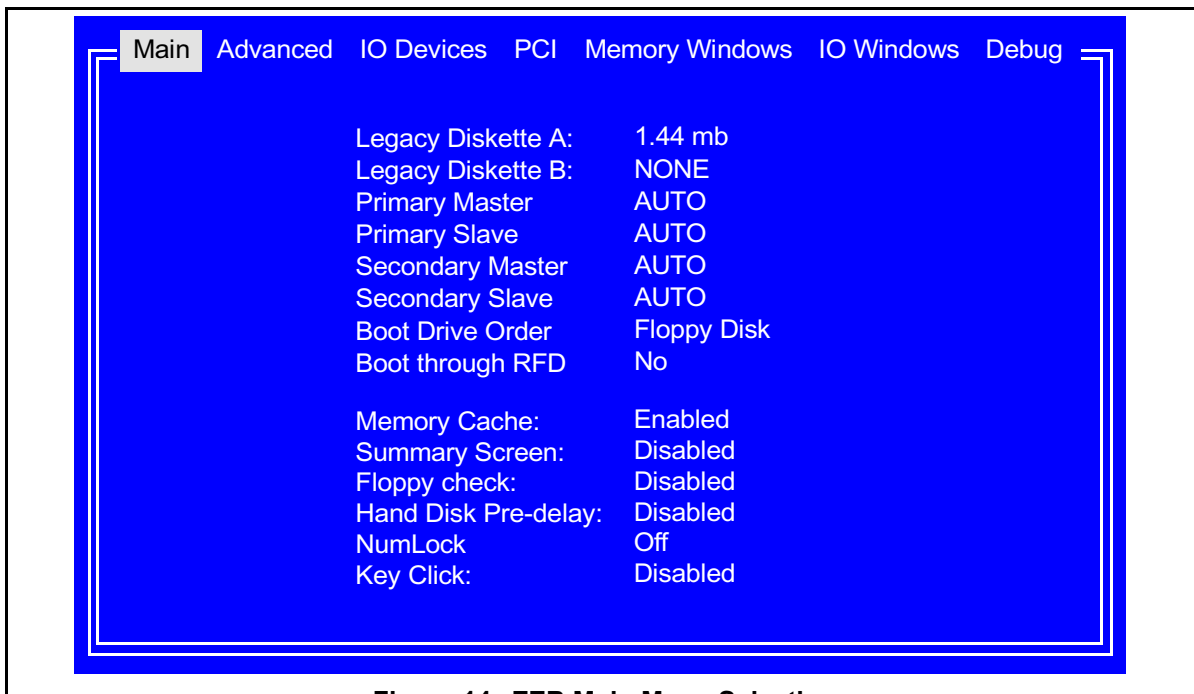 Main Advanced IO Devices PCI Memory Windows IO Windows Debug
Legacy Diskette A: 1.44 mb
Legacy Diskette B: NONE
Primary Master AUTO
Primary Slave AUTO
Secondary Master AUTO
Secondary Slave AUTO
Boot Drive Order Floppy Disk
Boot through RFD No
Memory Cache: Enabled
Summary Screen: Disabled
Floppy check: Disabled
Hand Disk Pre-delay: Disabled
NumLock Off
Key Click: Disabled